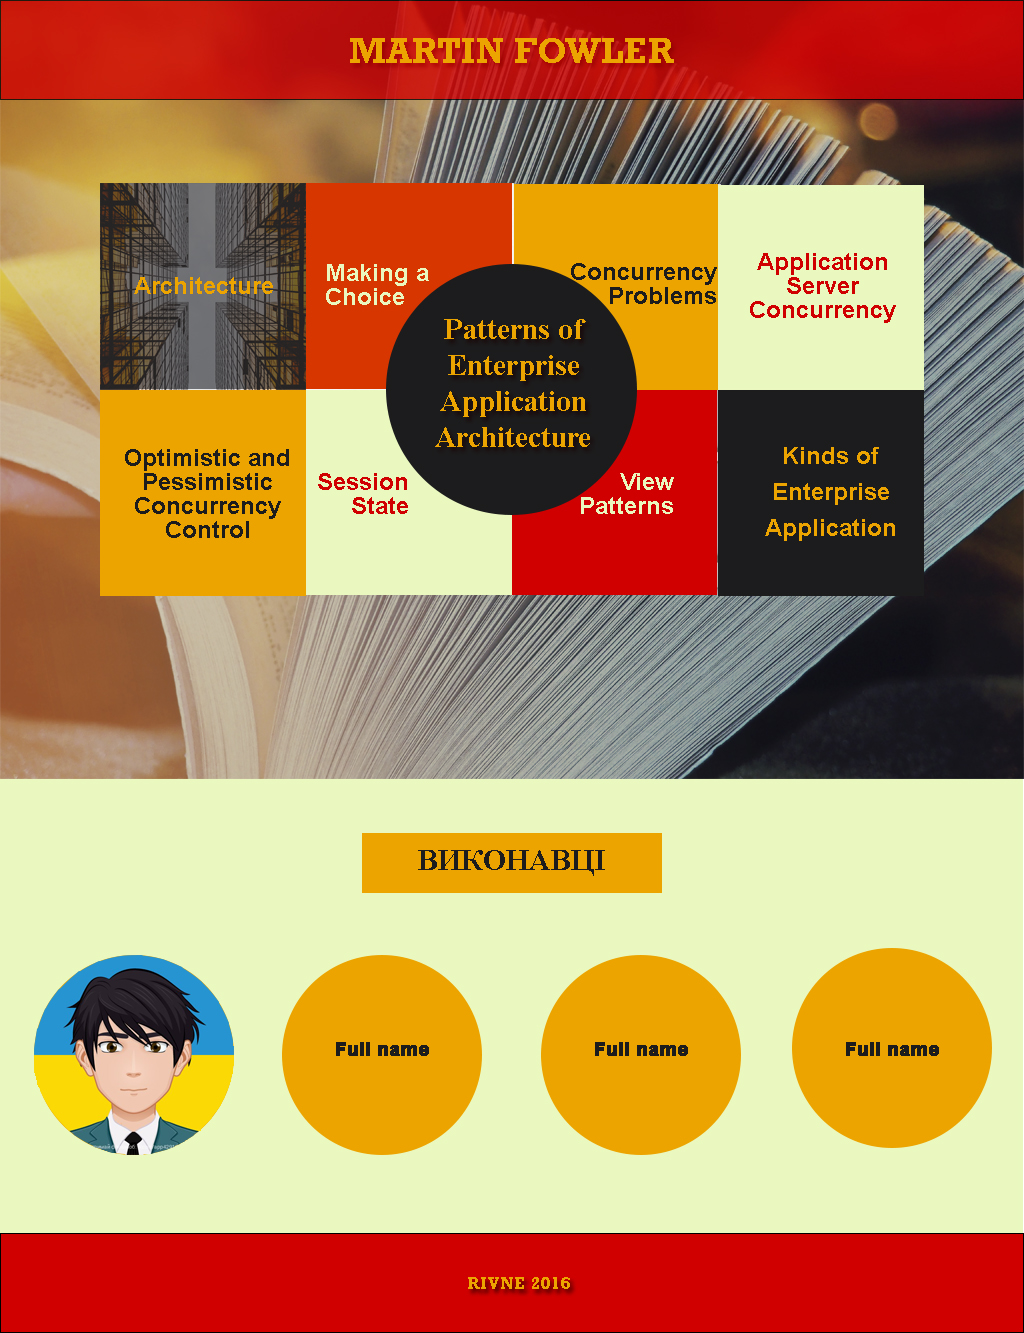 MARTIN FOWLER
Architecture
Making a
Choice
Concurrency
Problems
Application
Server
Concurrency
Patterns of
Enterprise
Application
Architecture
Optimistic and
Pessimistic
Concurrency
Control
Session
State
View
Patterns
Kinds of
Enterprise
Application
ВИКОНАВЦІ
Full name
Full name
Full name
RIVNE 2016